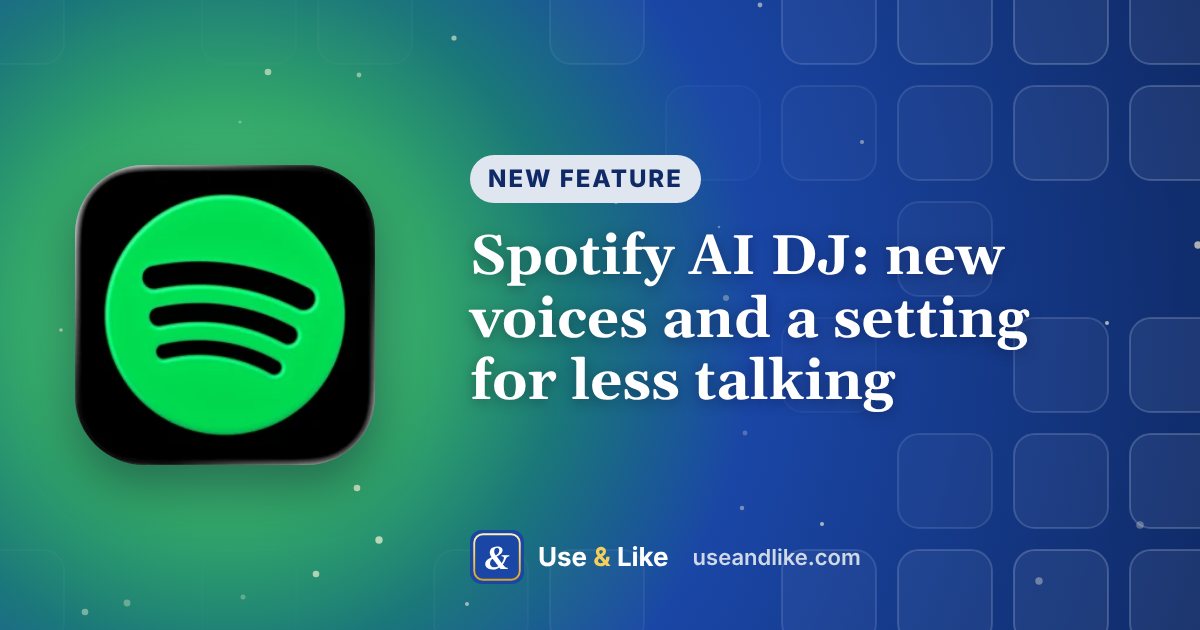 NEW FEATURE
Spotify AI DJ: new
voices and a setting
for less talking
& Use & Like useandlike.com